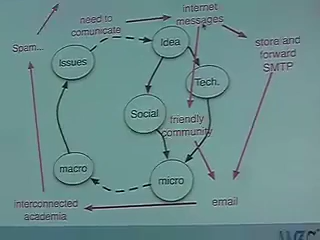 need to
comunicate
internet
messages
Spam...
Idea
store and
forward
SMTP
Issues
Tech.
Social
friendly
community
macro
micro
interconnected
academia
email